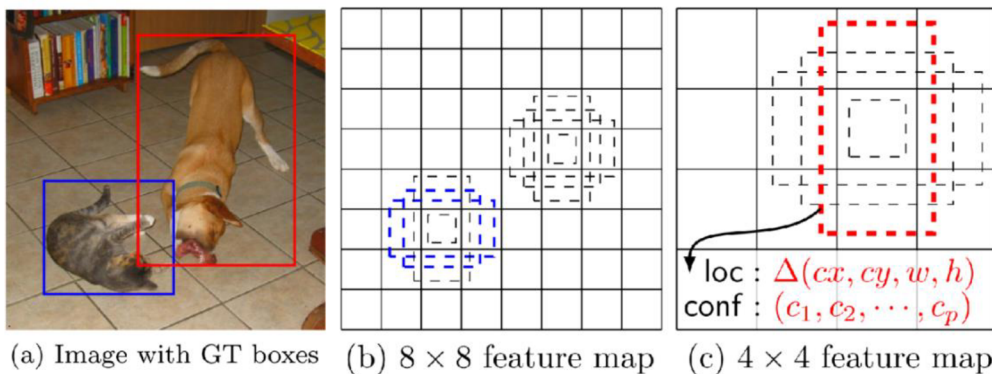 loc : Δ(cx, cy, w, h)
conf : (c₁, c₂, ⋯, cₚ)
(a) Image with GT boxes
(b) 8 × 8 feature map
(c) 4 × 4 feature map